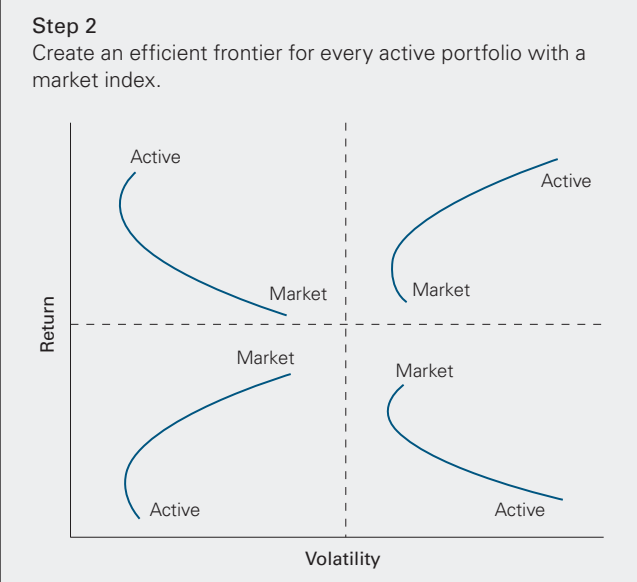 Step 2
Create an efficient frontier for every active portfolio with a
market index.
Active
Active
Market
Market
Return
Market
Market
Active
Active
Volatility